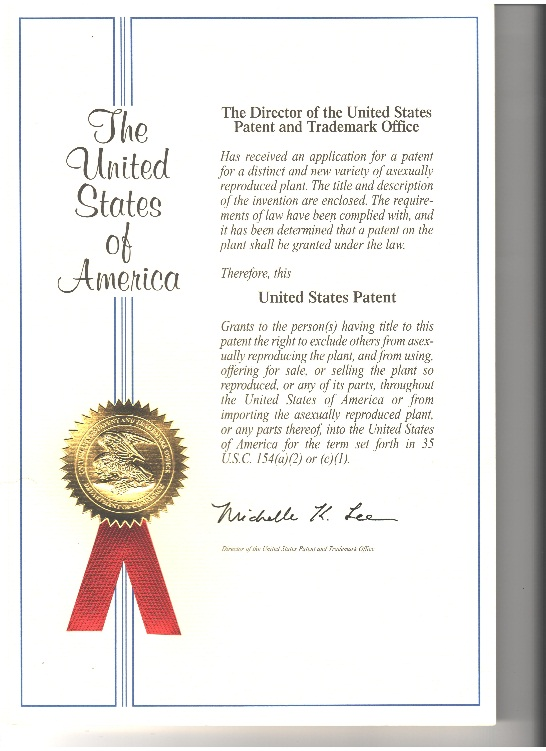 The
United
States
of
America
The Director of the United States
Patent and Trademark Office
Has received an application for a patent
for a distinct and new variety of asexually
reproduced plant. The title and description
of the invention are enclosed. The require-
ments of law have been complied with, and
it has been determined that a patent on the
plant shall be granted under the law.
Therefore, this
United States Patent
Grants to the person(s) having title to this
patent the right to exclude others from asex-
ually reproducing the plant, and from using,
offering for sale, or selling the plant so
reproduced, or any of its parts, throughout
the United States of America or from
importing the asexually reproduced plant,
or any parts thereof, into the United States
of America for the term set forth in 35
U.S.C. 154(a)(2) or (c)(1).
Michelle K. Lee
Director of the United States Patent and Trademark Office